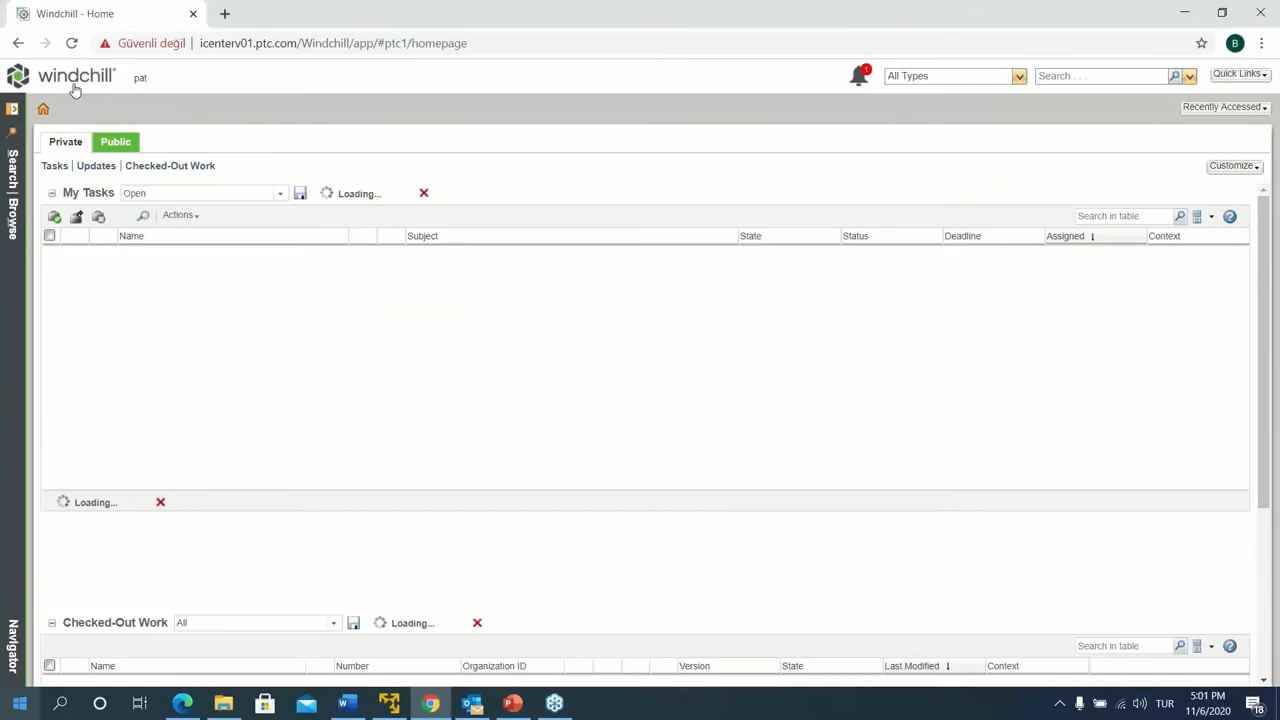 Windchill - Home
Güvenli değil icenterv01.ptc.com/Windchill/app/#ptc1/homepage B
windchill® pat 1 All Types Search . . . Quick Links
Recently Accessed
Private Public
Tasks Updates Checked-Out Work Customize
My Tasks Open Loading...
Actions Search in table
Name Subject State Status Deadline Assigned Context
Loading...
Checked-Out Work All Loading...
Search in table
Name Number Organization ID Version State Last Modified Context
Search | Browse
Navigator
TUR 5:01 PM
11/6/2020 18